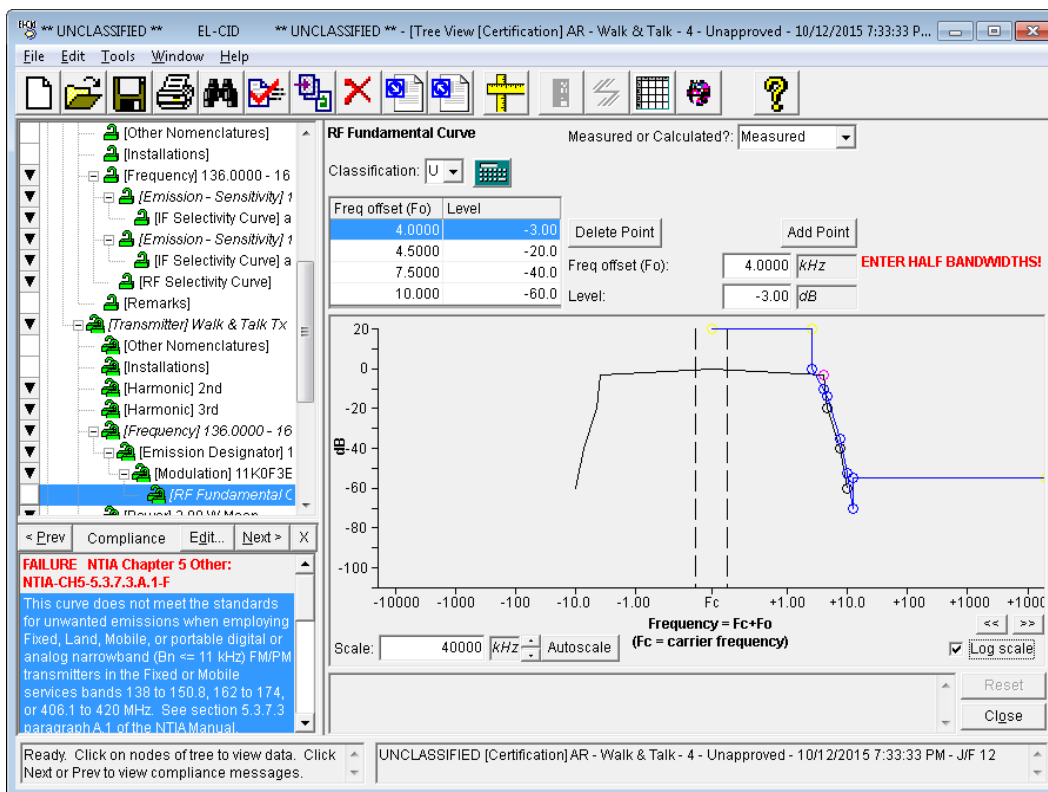 EL-CID ** UNCLASSIFIED ** EL-CID ** UNCLASSIFIED ** - [Tree View [Certification] AR - Walk & Talk - 4 - Unapproved - 10/12/2015 7:33:33 P...
File Edit Tools Window Help
[Other Nomenclatures]
[Installations]
[Frequency] 136.0000 - 16
[Emission - Sensitivity] 1
[IF Selectivity Curve] a
[Emission - Sensitivity] 1
[IF Selectivity Curve] a
[RF Selectivity Curve]
[Remarks]
[Transmitter] Walk & Talk Tx
[Other Nomenclatures]
[Installations]
[Harmonic] 2nd
[Harmonic] 3rd
[Frequency] 136.0000 - 16
[Emission Designator] 1
[Modulation] 11K0F3E
[RF Fundamental C
[Power] 2.00 W Mean
< Prev Compliance Edit... Next > X
FAILURE NTIA Chapter 5 Other:
NTIA-CH5-5.3.7.3.A.1-F
This curve does not meet the standards
for unwanted emissions when employing
Fixed, Land, Mobile, or portable digital or
analog narrowband (Bn <= 11 kHz) FM/PM
transmitters in the Fixed or Mobile
services bands 138 to 150.8, 162 to 174,
or 406.1 to 420 MHz. See section 5.3.7.3
paragraph A.1 of the NTIA Manual.
RF Fundamental Curve Measured or Calculated?: Measured
Classification: U
Freq offset (Fo) Level
4.0000 -3.00
4.5000 -20.0
7.5000 -40.0
10.000 -60.0
Delete Point Add Point
Freq offset (Fo): 4.0000 kHz ENTER HALF BANDWIDTHS!
Level: -3.00 dB
20
0
-20
-40
-60
-80
-100
dB
-10000 -1000 -100 -10.0 -1.00 Fc +1.00 +10.0 +100 +1000 +1000
Frequency = Fc+Fo
(Fc = carrier frequency)
<< >>
Scale: 40000 kHz Autoscale Log scale
Reset
Close
Ready. Click on nodes of tree to view data. Click
Next or Prev to view compliance messages.
UNCLASSIFIED [Certification] AR - Walk & Talk - 4 - Unapproved - 10/12/2015 7:33:33 PM - J/F 12